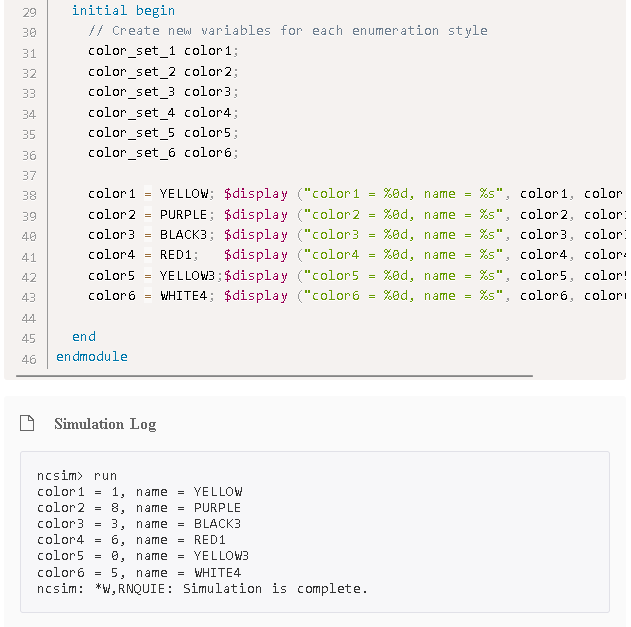 29 initial begin
30 // Create new variables for each enumeration style
31 color_set_1 color1;
32 color_set_2 color2;
33 color_set_3 color3;
34 color_set_4 color4;
35 color_set_5 color5;
36 color_set_6 color6;
37
38 color1 = YELLOW; $display ("color1 = %0d, name = %s", color1, color
39 color2 = PURPLE; $display ("color2 = %0d, name = %s", color2, color
40 color3 = BLACK3; $display ("color3 = %0d, name = %s", color3, color
41 color4 = RED1; $display ("color4 = %0d, name = %s", color4, color
42 color5 = YELLOW3;$display ("color5 = %0d, name = %s", color5, color
43 color6 = WHITE4; $display ("color6 = %0d, name = %s", color6, color
44
45 end
46 endmodule
Simulation Log
ncsim> run
color1 = 1, name = YELLOW
color2 = 8, name = PURPLE
color3 = 3, name = BLACK3
color4 = 6, name = RED1
color5 = 0, name = YELLOW3
color6 = 5, name = WHITE4
ncsim: *W,RNQUIE: Simulation is complete.